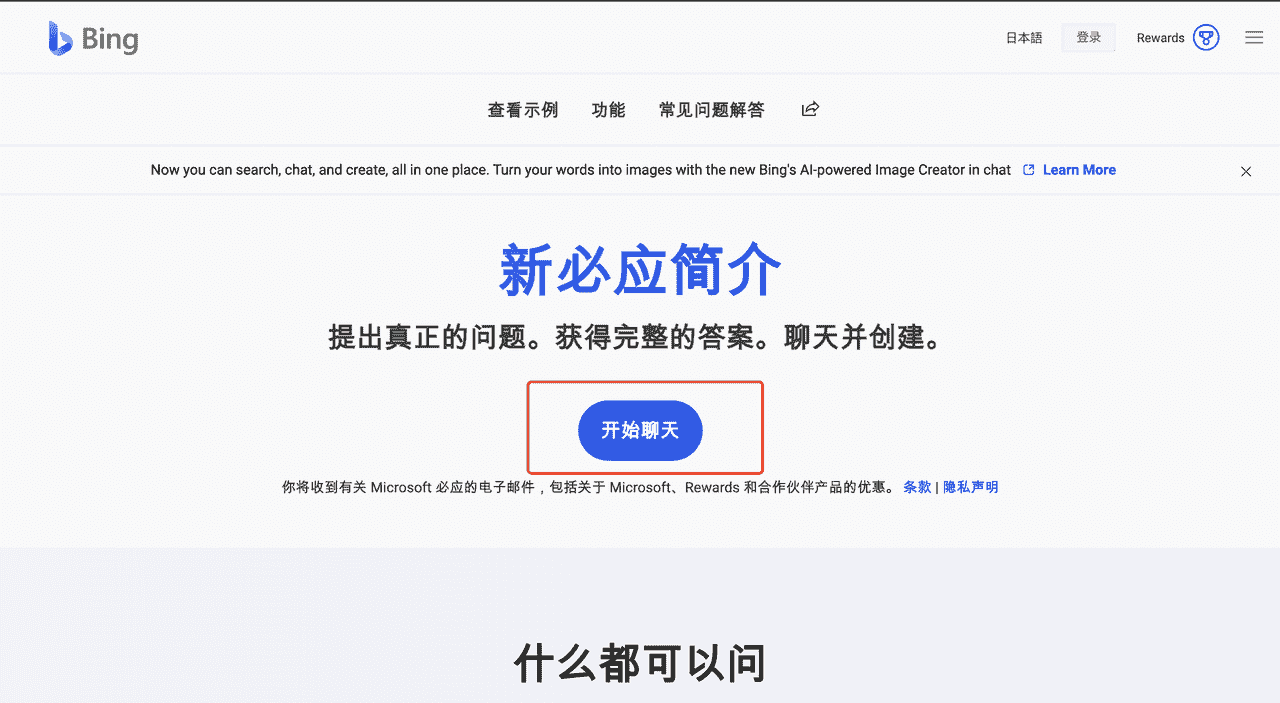 Bing
日本語 登录 Rewards
查看示例 功能 常见问题解答
Now you can search, chat, and create, all in one place. Turn your words into images with the new Bing's AI-powered Image Creator in chat Learn More
新必应简介
提出真正的问题。获得完整的答案。聊天并创建。
开始聊天
你将收到有关 Microsoft 必应的电子邮件，包括关于 Microsoft、Rewards 和合作伙伴产品的优惠。 条款 | 隐私声明
什么都可以问